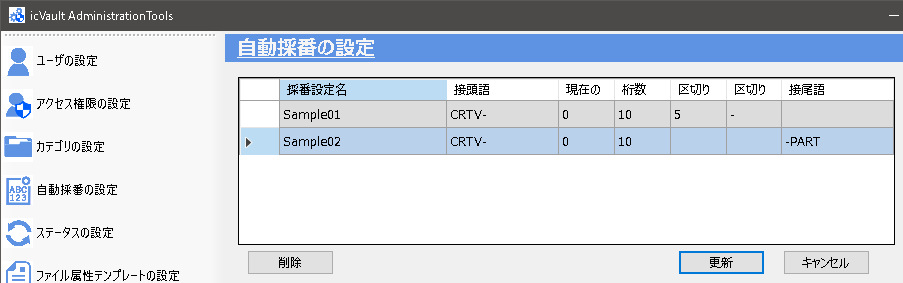 icVault AdministrationTools
ユーザの設定
アクセス権限の設定
カテゴリの設定
ABC
123
自動採番の設定
ステータスの設定
ファイル属性テンプレートの設定
自動採番の設定
採番設定名 接頭語 現在の 桁数 区切り 区切り 接尾語
Sample01 CRTV- 0 10 5 -
Sample02 CRTV- 0 10 -PART
削除 更新 キャンセル